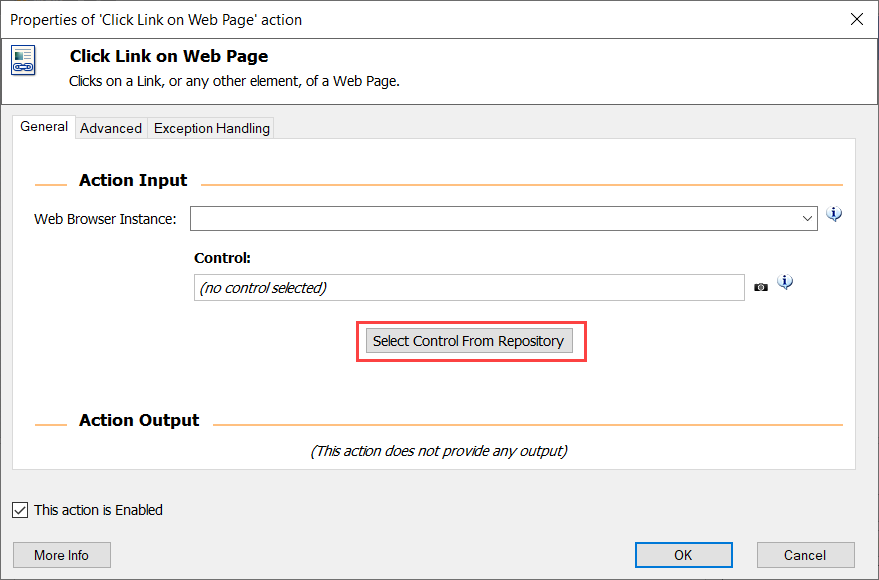 Properties of 'Click Link on Web Page' action
Click Link on Web Page
Clicks on a Link, or any other element, of a Web Page.
General Advanced Exception Handling
Action Input
Web Browser Instance:
Control:
(no control selected)
Select Control From Repository
Action Output
(This action does not provide any output)
This action is Enabled
More Info OK Cancel